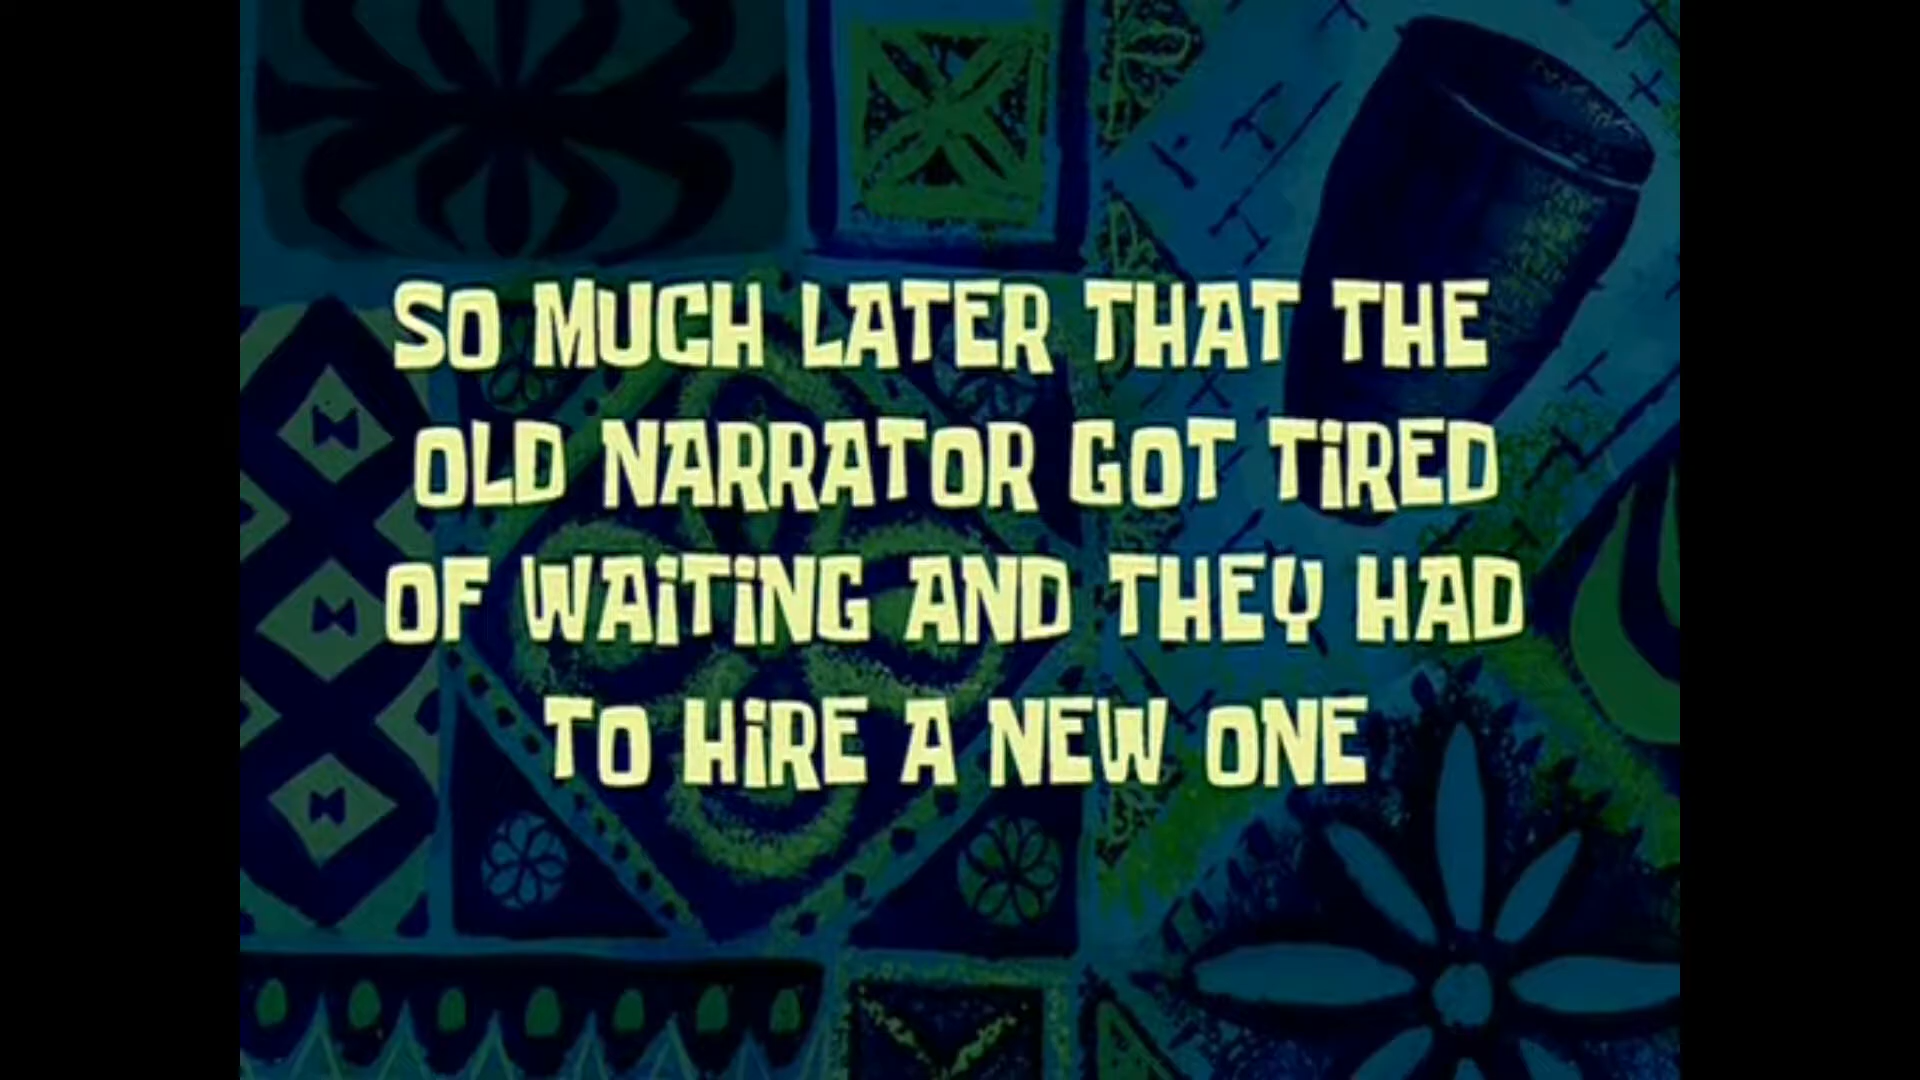 SO MUCH LATER THAT THE
OLD NARRATOR GOT TiRED
OF WAiTiNG AND THEY HAD
TO HiRE A NEW ONE